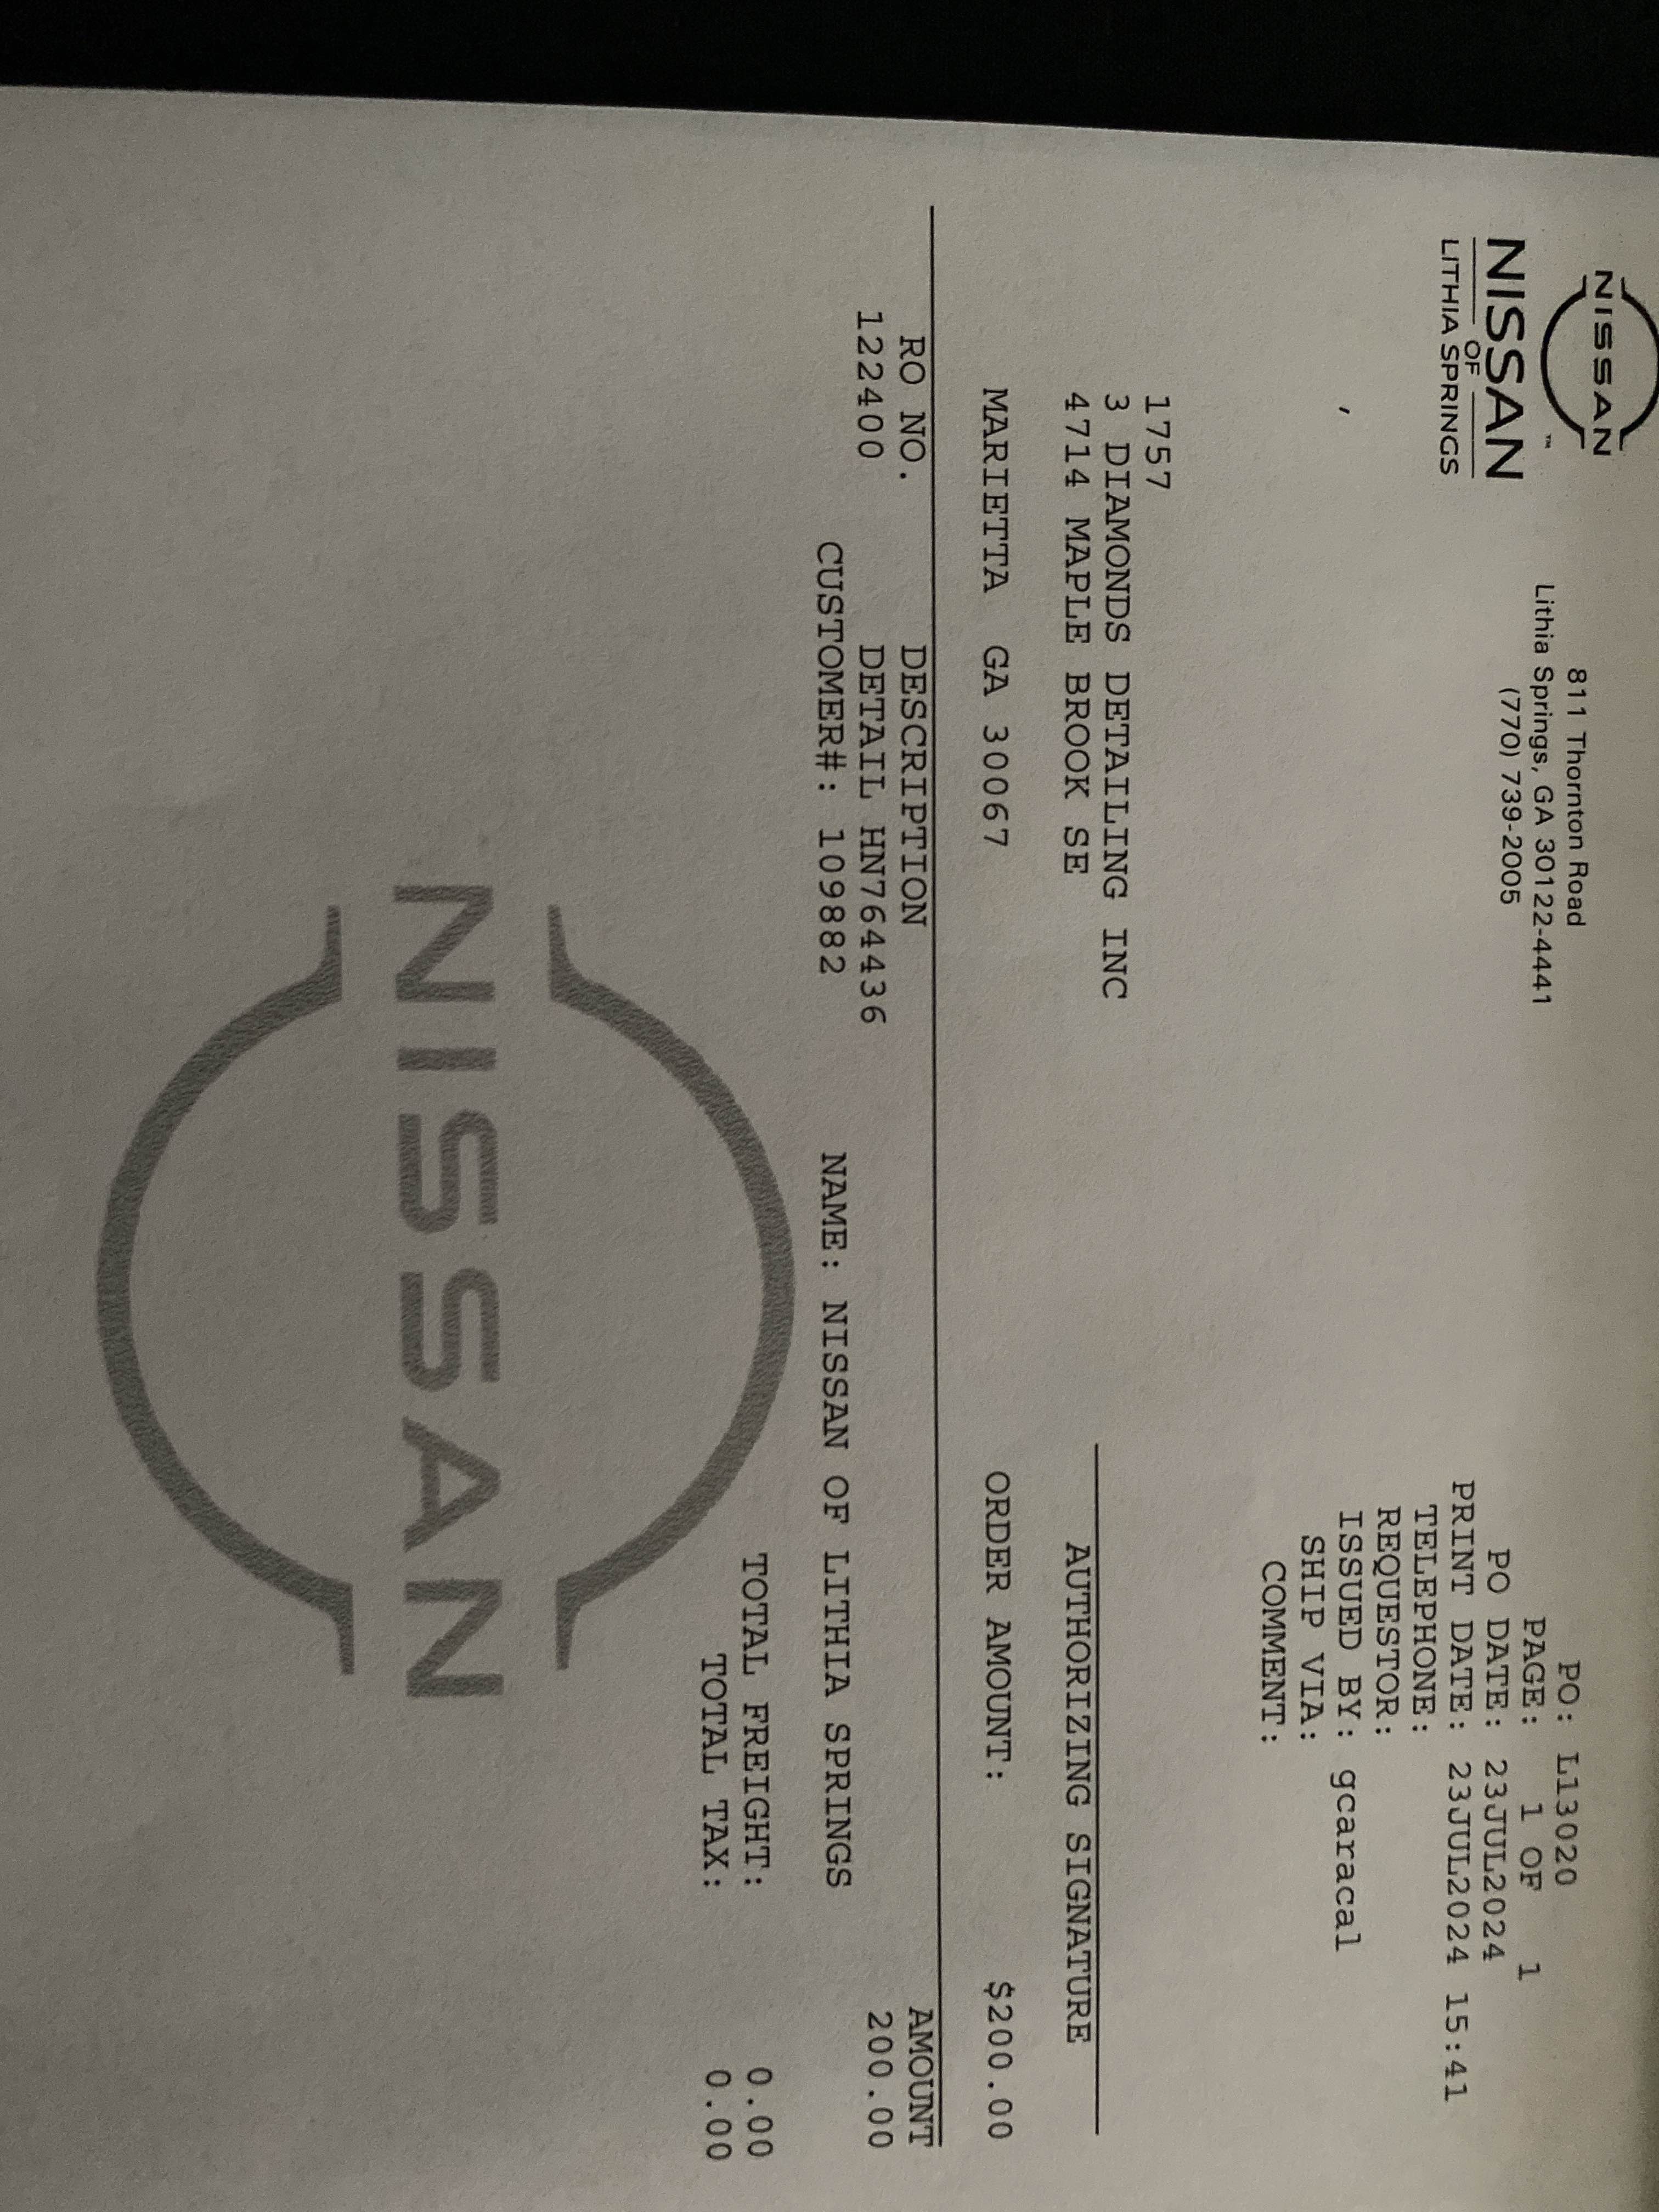 NISSAN
NISSAN
OF
LITHIA SPRINGS
811 Thornton Road
Lithia Springs, GA 30122-4441
(770) 739-2005
PO: L13020
PAGE: 1 OF 1
PO DATE: 23JUL2024
PRINT DATE: 23JUL2024 15:41
TELEPHONE:
REQUESTOR:
ISSUED BY: gcaracal
SHIP VIA:
COMMENT:
,
1757
3 DIAMONDS DETAILING INC
4714 MAPLE BROOK SE
MARIETTA GA 30067
AUTHORIZING SIGNATURE
ORDER AMOUNT: $200.00
RO NO. DESCRIPTION AMOUNT
122400 DETAIL HN764436 200.00
CUSTOMER#: 109882 NAME: NISSAN OF LITHIA SPRINGS
TOTAL FREIGHT: 0.00
TOTAL TAX: 0.00
NISSAN